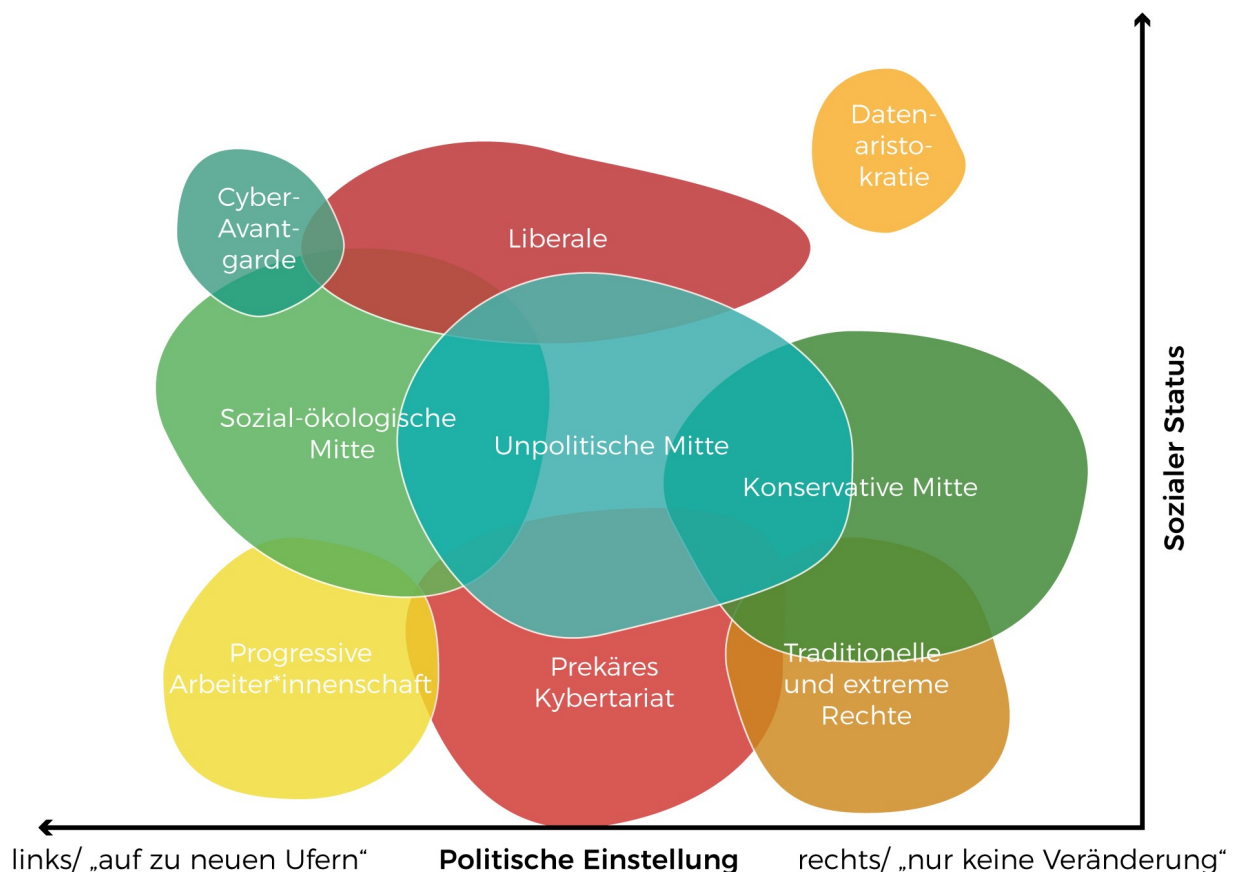 Daten-
aristo-
kratie
Cyber-
Avant-
garde
Liberale
Sozial-ökologische
Mitte
Unpolitische Mitte
Konservative Mitte
Progressive
Arbeiter*innenschaft
Prekäres
Kybertariat
Traditionelle
und extreme
Rechte
Sozialer Status
links/ „auf zu neuen Ufern“
Politische Einstellung
rechts/ „nur keine Veränderung“